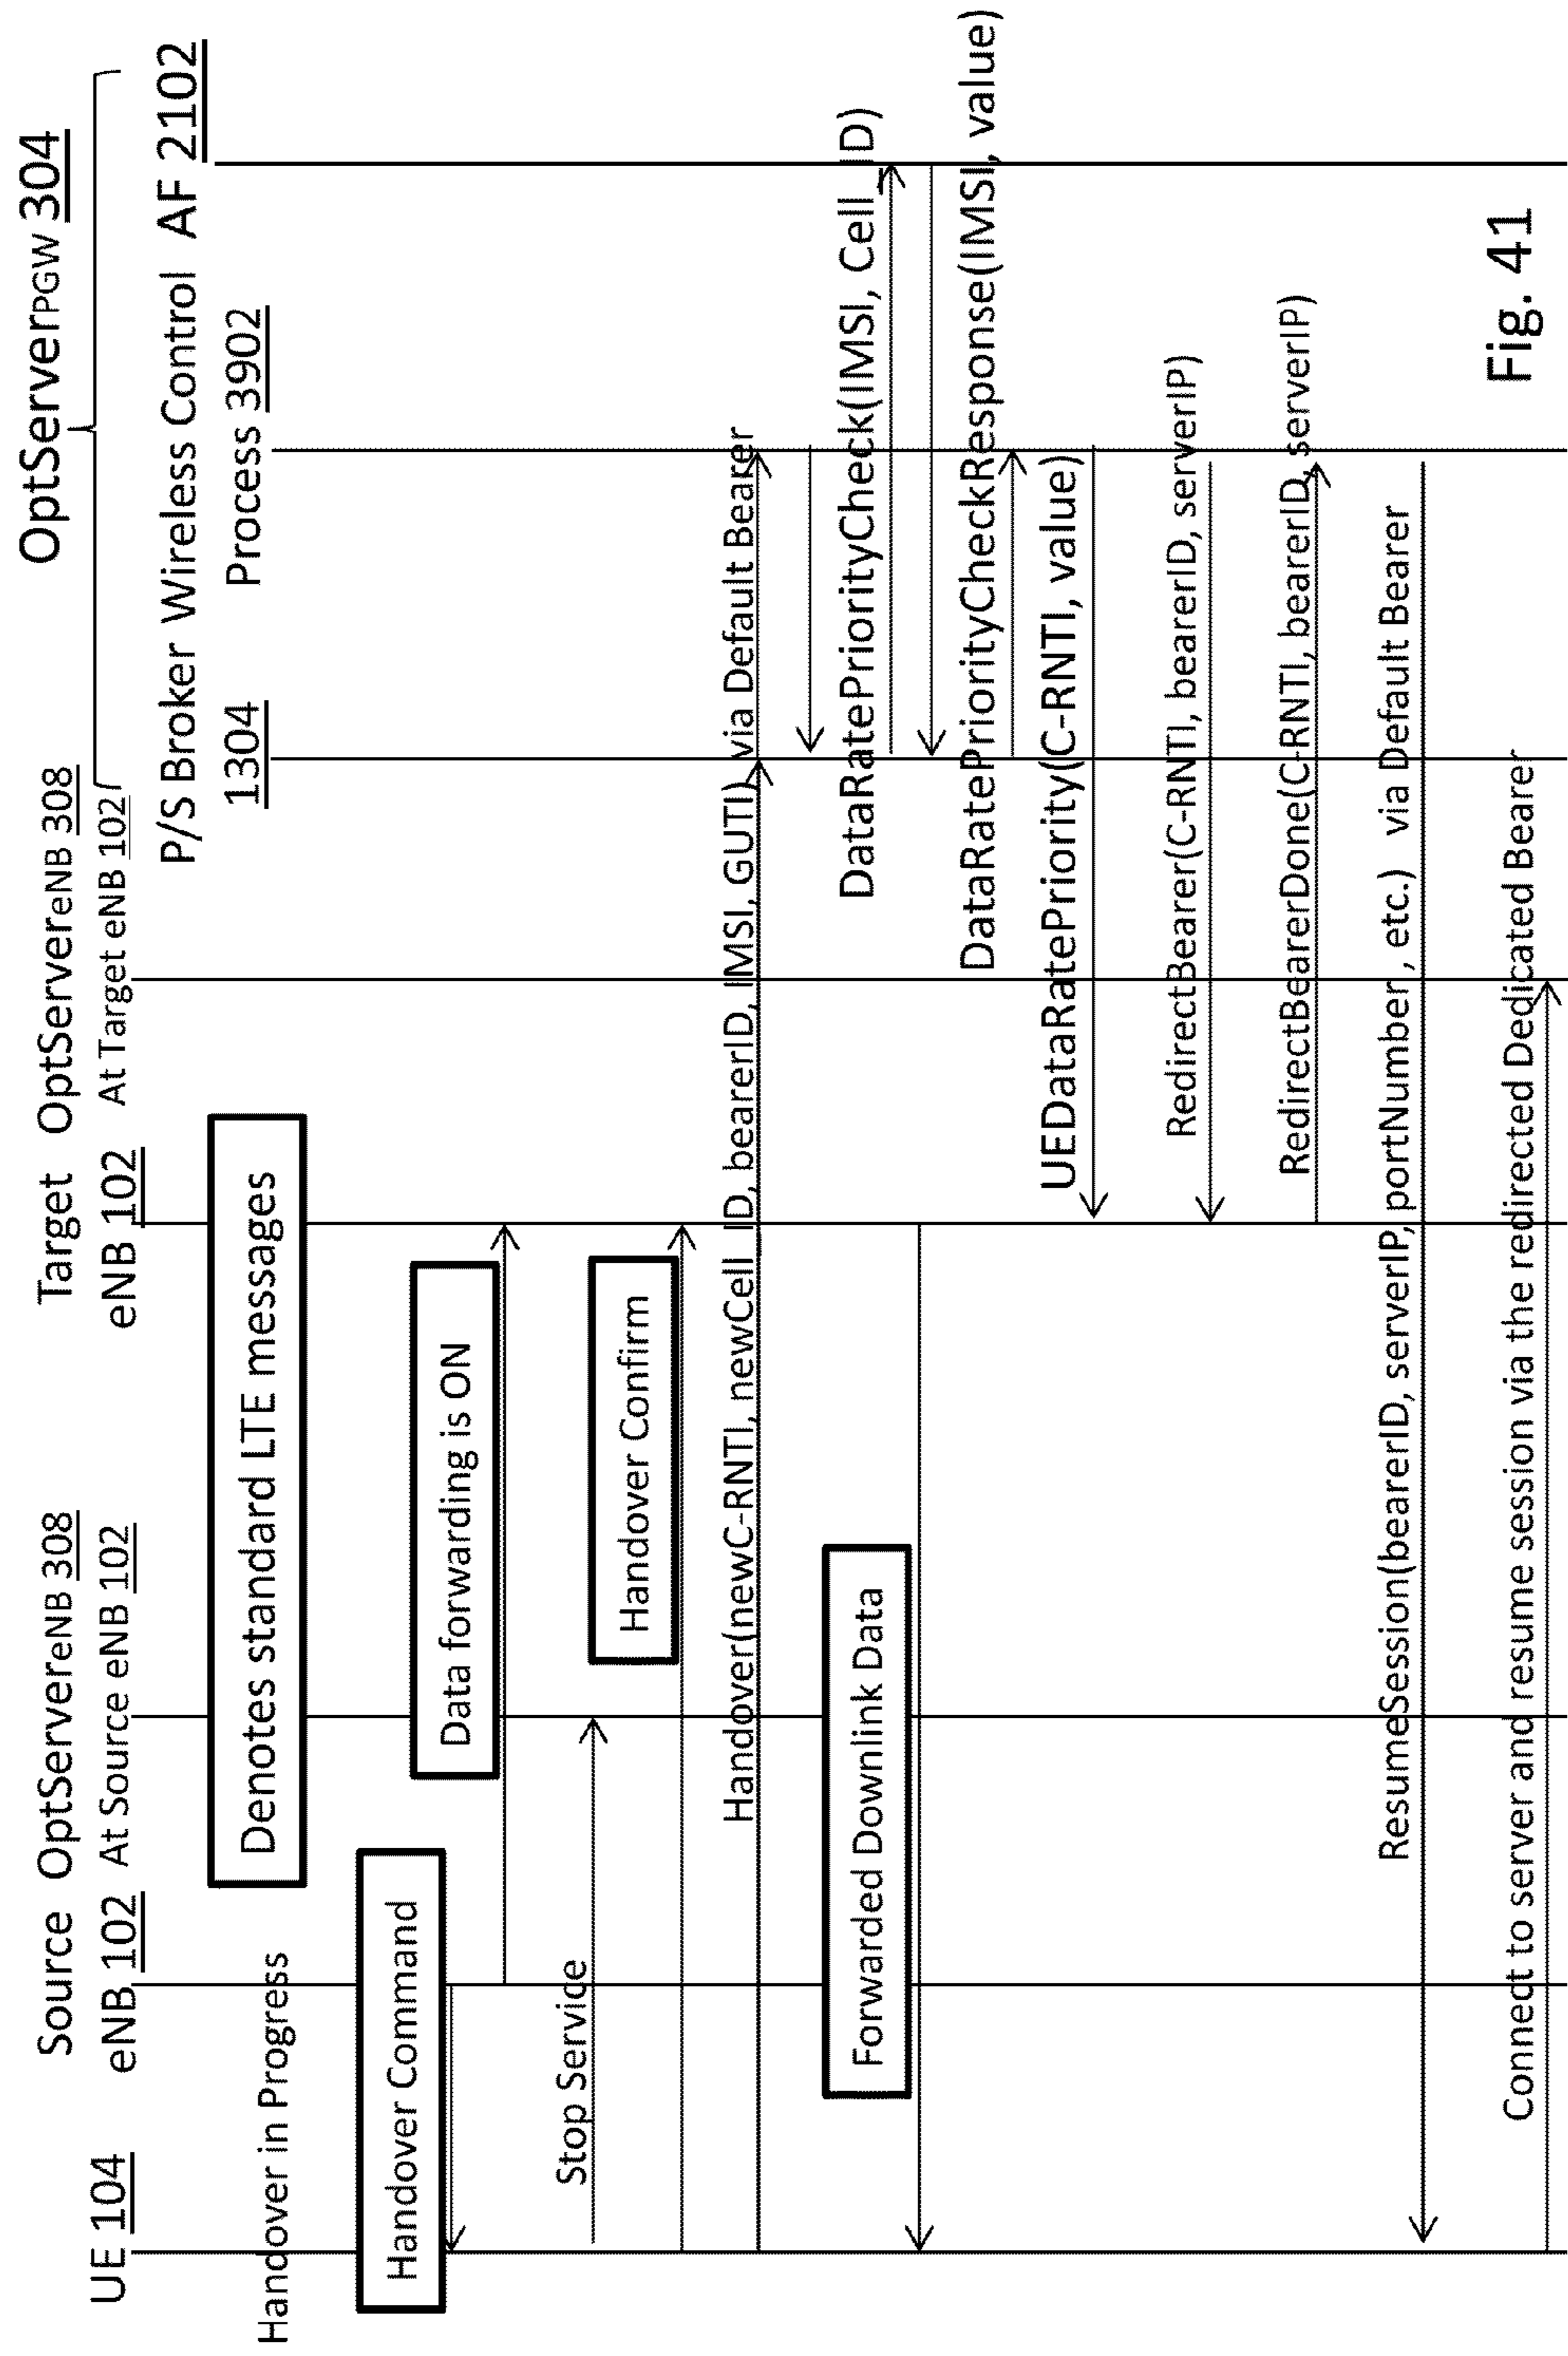 OptServerPGW 304
Source OptServereNB 308
Target OptServereNB 308
UE 104
eNB 102 At Source eNB 102
eNB 102 At Target eNB 102
P/S Broker Wireless Control AF 2102
1304
Process 3902
Denotes standard LTE messages
Handover in Progress
Handover Command
Data forwarding is ON
Stop Service
Handover Confirm
Handover(newC-RNTI, newCell_ID, bearerID, IMSI, GUTI) via Default Bearer
Forwarded Downlink Data
DataRatePriorityCheck(IMSI, Cell_ID)
DataRatePriorityCheckResponse(IMSI, value)
UEDataRatePriority(C-RNTI, value)
RedirectBearer(C-RNTI, bearerID, serverIP)
RedirectBearerDone(C-RNTI, bearerID, serverIP)
ResumeSession(bearerID, serverIP, portNumber, etc.) via Default Bearer
Connect to server and resume session via the redirected Dedicated Bearer
Fig. 41